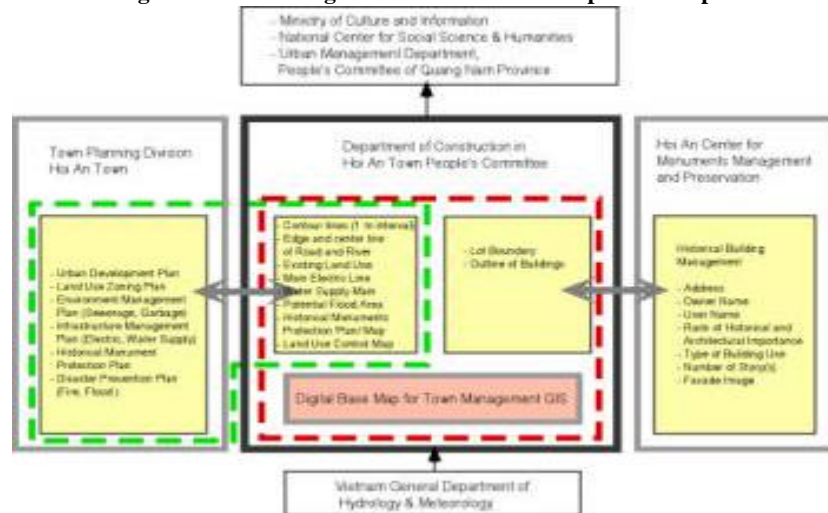 - Ministry of Culture and Information
- National Center for Social Science & Humanities
- Urban Management Department,
People's Committee of Quang Nam Province
Town Planning Division
Hoi An Town
Department of Construction in
Hoi An Town People's Committee
Hoi An Center for
Monuments Management
and Preservation
- Urban Development Plan
- Land Use Zoning Plan
- Environment Management
Plan (Sewerage, Garbage)
- Infrastructure Management
Plan (Electric, Water Supply)
- Historical Monument
Protection Plan
- Disaster Prevention Plan
(Fire, Flood)
- Contour lines (1 m interval)
- Edge and center line
of Road and River
- Existing Land Use
- Main Electric Line
- Water Supply Main
- Potential Flood Area
- Historical Monuments
Protection Plan/ Map
- Land Use Control Map
- Lot Boundary
- Outline of Buildings
Historical Building
Management
- Address
- Owner Name
- User Name
- Rank of Historical and
Architectural Importance
- Type of Building Use
- Number of Story(s)
- Facade Image
Digital Base Map for Town Management GIS
Vietnam General Department of
Hydrology & Meteorology